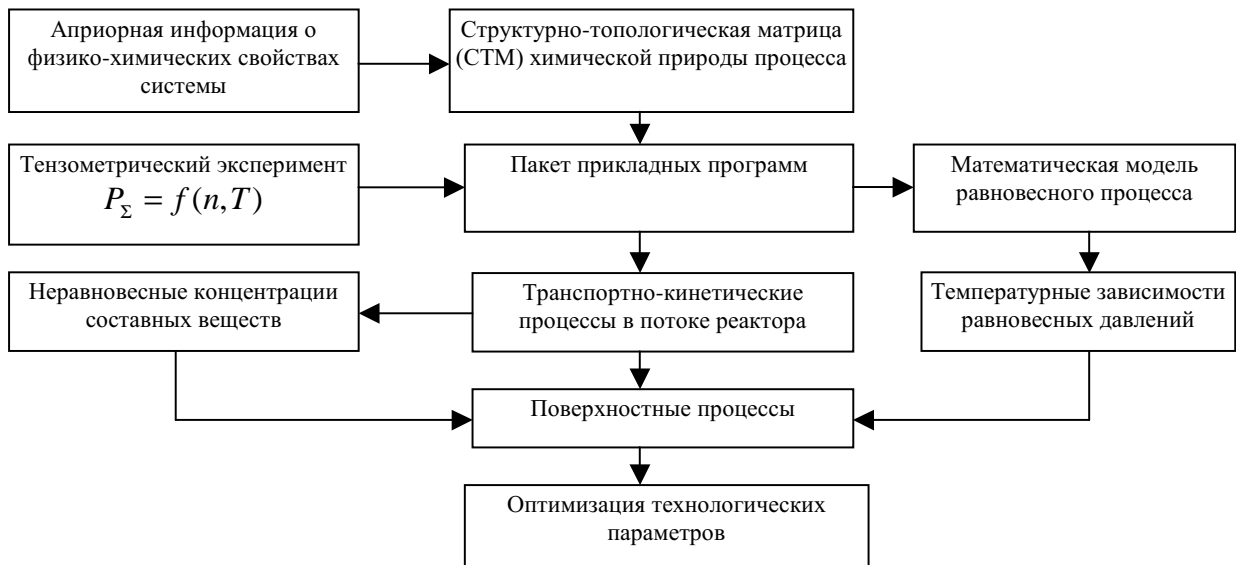 Априорная информация о
физико-химических свойствах
системы
Структурно-топологическая матрица
(СТМ) химической природы процесса
Тензометрический эксперимент
P_Σ = f(n,T)
Пакет прикладных программ
Математическая модель
равновесного процесса
Неравновесные концентрации
составных веществ
Транспортно-кинетические
процессы в потоке реактора
Температурные зависимости
равновесных давлений
Поверхностные процессы
Оптимизация технологических
параметров